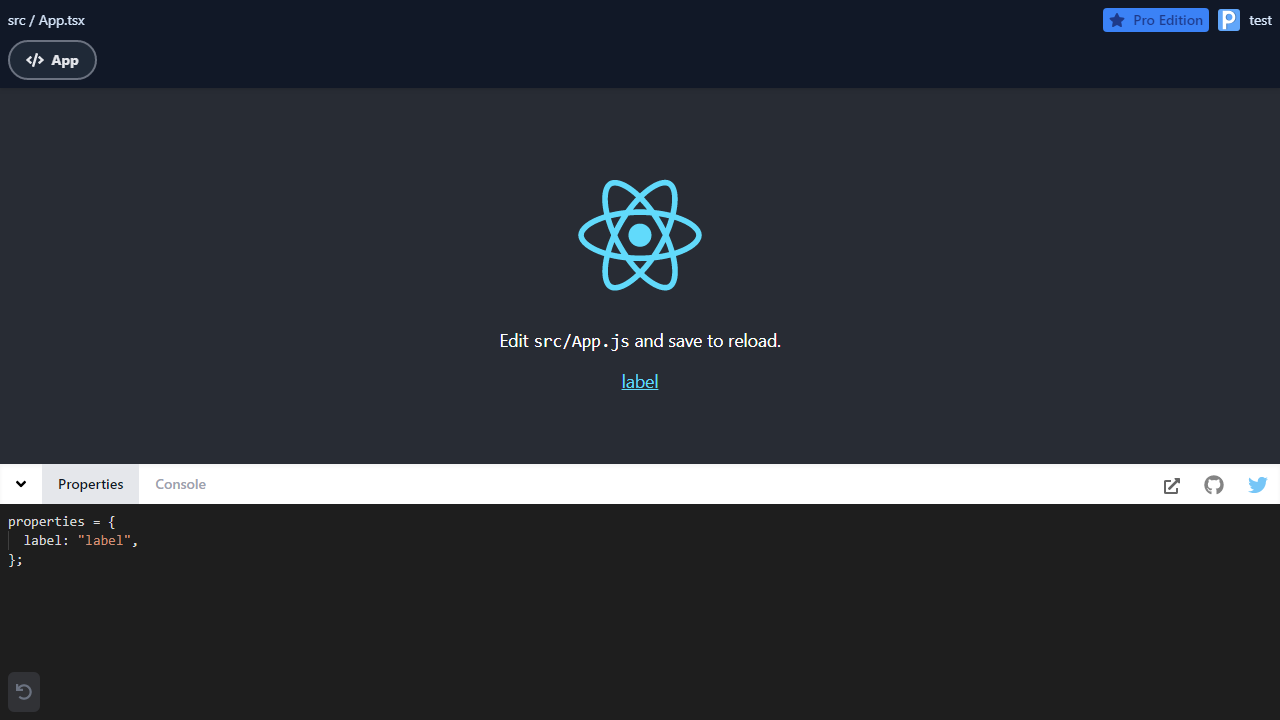 src / App.tsx
Pro Edition
P
test
</> App
Edit src/App.js and save to reload.
label
Properties
Console
properties = {
  label: "label",
};